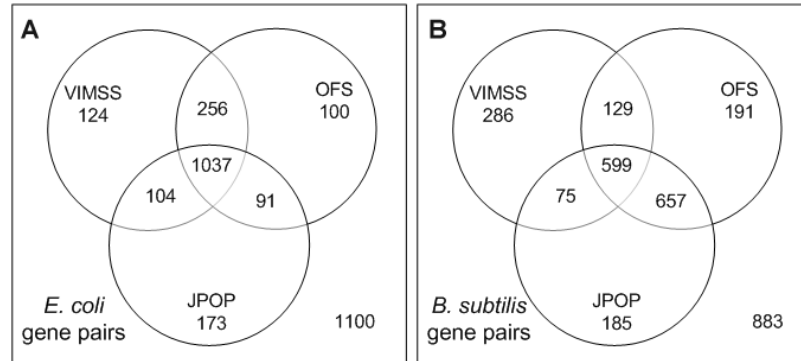 A
VIMSS
124
OFS
100
256
1037
104
91
JPOP
173
E. coli
gene pairs
1100
B
VIMSS
286
OFS
191
129
599
75
657
JPOP
185
B. subtilis
gene pairs
883